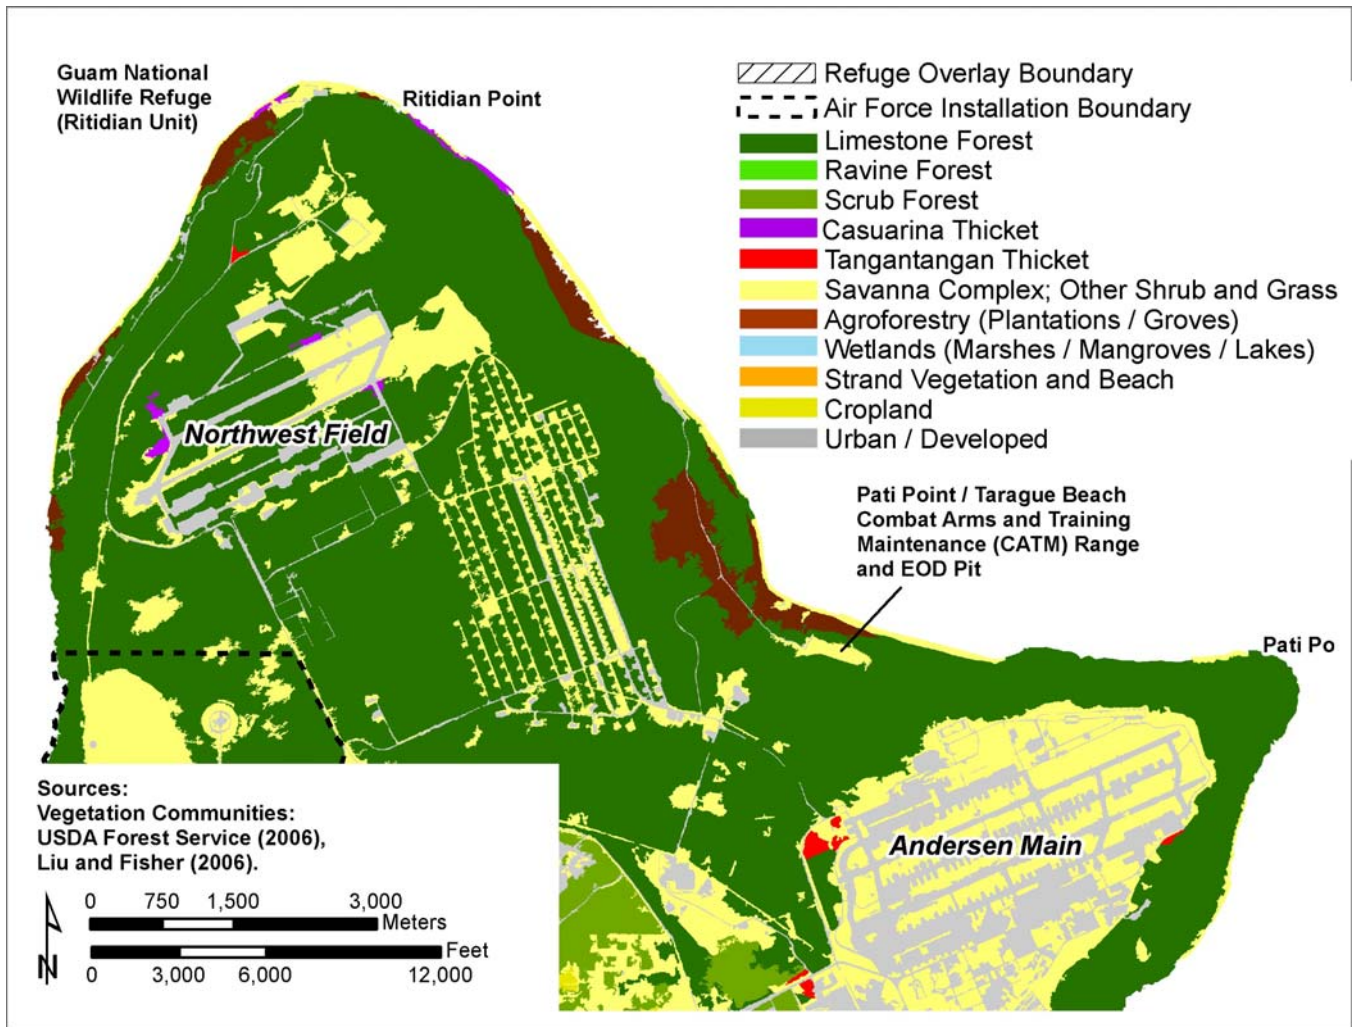 Guam National
Wildlife Refuge
(Ritidian Unit)
Ritidian Point
Refuge Overlay Boundary
Air Force Installation Boundary
Limestone Forest
Ravine Forest
Scrub Forest
Casuarina Thicket
Tangantangan Thicket
Savanna Complex; Other Shrub and Grass
Agroforestry (Plantations / Groves)
Wetlands (Marshes / Mangroves / Lakes)
Strand Vegetation and Beach
Cropland
Urban / Developed
Northwest Field
Pati Point / Tarague Beach
Combat Arms and Training
Maintenance (CATM) Range
and EOD Pit
Pati Po
Andersen Main
Sources:
Vegetation Communities:
USDA Forest Service (2006),
Liu and Fisher (2006).
0 750 1,500 3,000
Meters
Feet
0 3,000 6,000 12,000
N